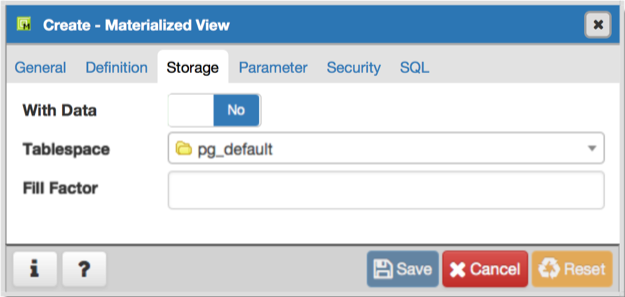 Create - Materialized View
General Definition Storage Parameter Security SQL
With Data No
Tablespace pg_default
Fill Factor
i ? Save Cancel Reset